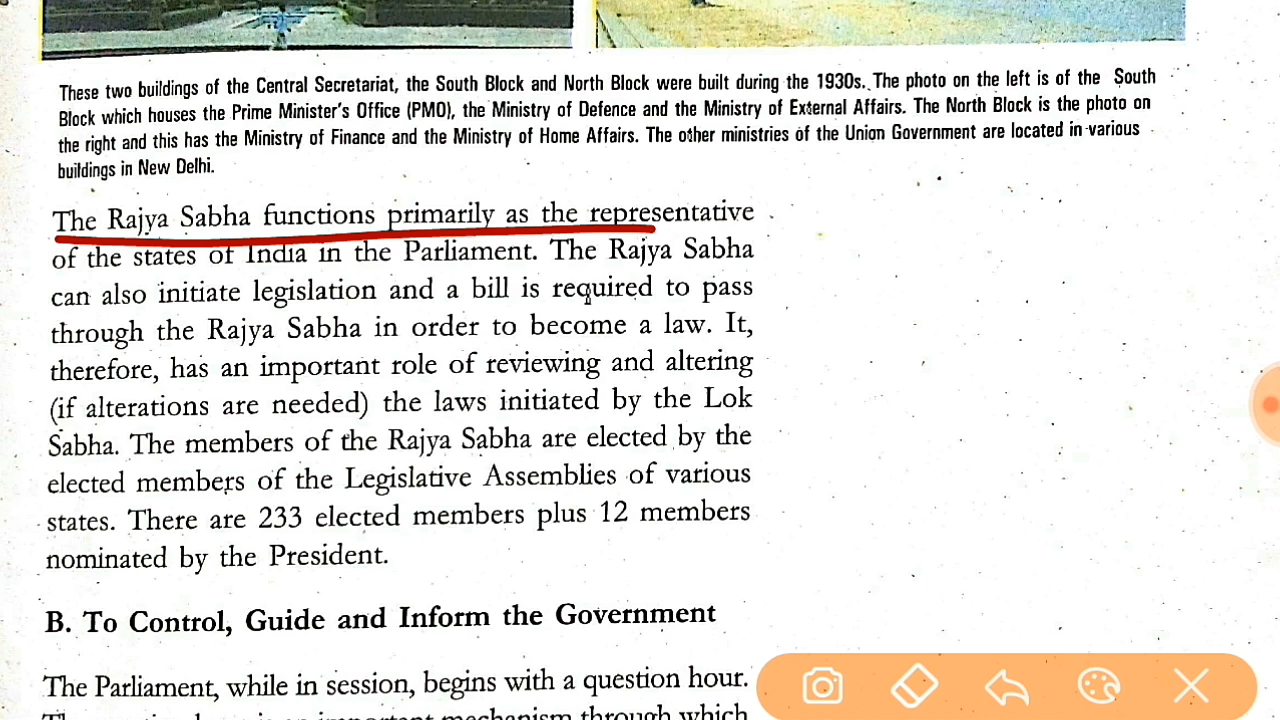 These two buildings of the Central Secretariat, the South Block and North Block were built during the 1930s. The photo on the left is of the South
Block which houses the Prime Minister's Office (PMO), the Ministry of Defence and the Ministry of External Affairs. The North Block is the photo on
the right and this has the Ministry of Finance and the Ministry of Home Affairs. The other ministries of the Union Government are located in various
buildings in New Delhi.
The Rajya Sabha functions primarily as the representative
of the states of India in the Parliament. The Rajya Sabha
can also initiate legislation and a bill is required to pass
through the Rajya Sabha in order to become a law. It,
therefore, has an important role of reviewing and altering
(if alterations are needed) the laws initiated by the Lok
Sabha. The members of the Rajya Sabha are elected by the
elected members of the Legislative Assemblies of various
states. There are 233 elected members plus 12 members
nominated by the President.
B. To Control, Guide and Inform the Government
The Parliament, while in session, begins with a question hour.
important mechanism through which